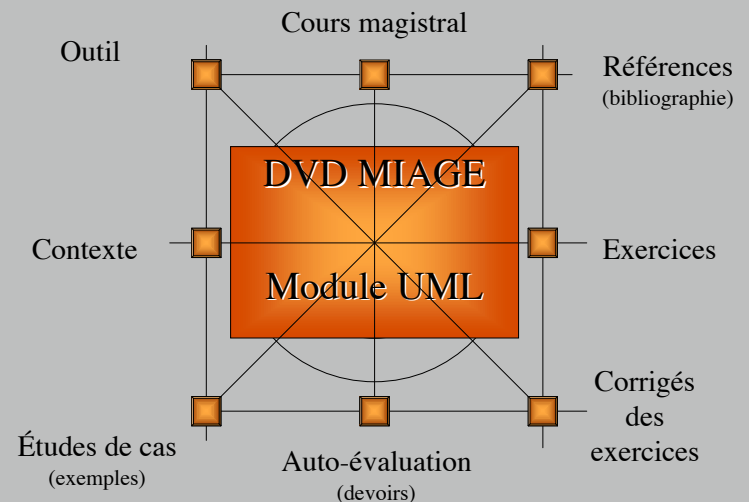 Cours magistral
Outil
Références
(bibliographie)
DVD MIAGE
Contexte
Exercices
Module UML
Corrigés
des
exercices
Études de cas
(exemples)
Auto-évaluation
(devoirs)